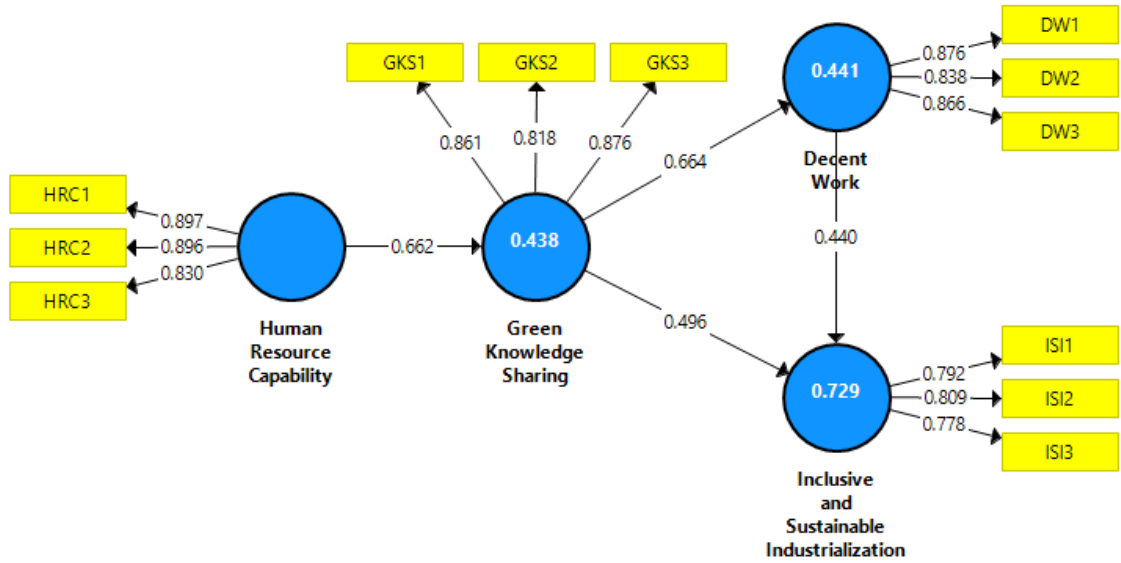 GKS1
GKS2
GKS3
0.861
0.818
0.876
DW1
DW2
DW3
0.876
0.838
0.866
0.441
Decent
Work
0.664
0.440
HRC1
HRC2
HRC3
0.897
0.896
0.830
Human
Resource
Capability
0.662
0.438
Green
Knowledge
Sharing
0.496
0.729
Inclusive
and
Sustainable
Industrialization
0.792
0.809
0.778
ISI1
ISI2
ISI3